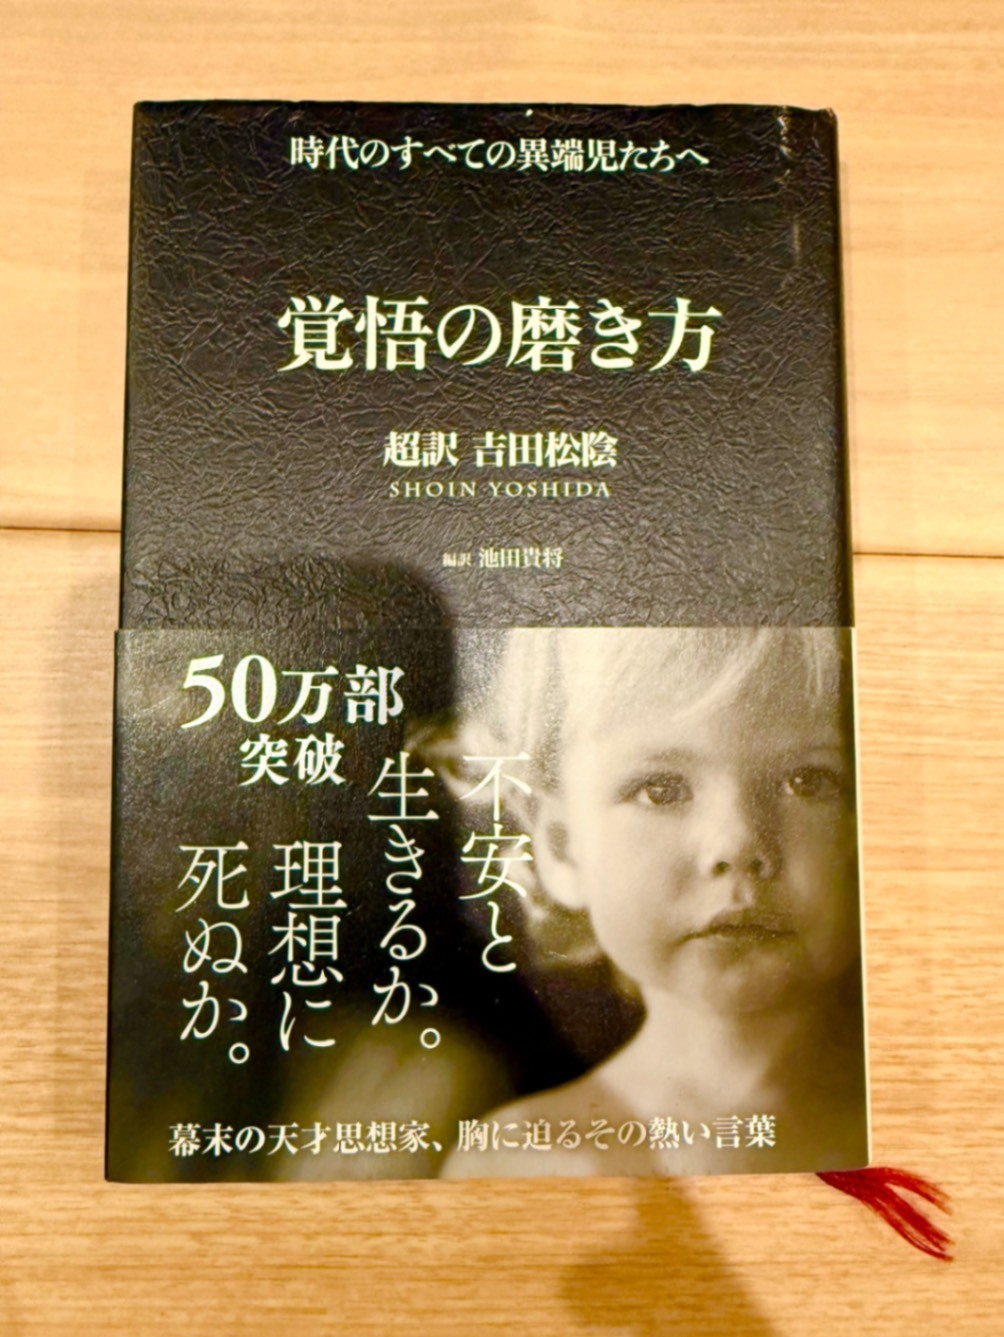 時代のすべての異端児たちへ
覚悟の磨き方
超訳 吉田松陰
SHOIN YOSHIDA
編訳 池田貴将
50万部
突破
不安と
生きるか。
理想に
死ぬか。
幕末の天才思想家、胸に迫るその熱い言葉